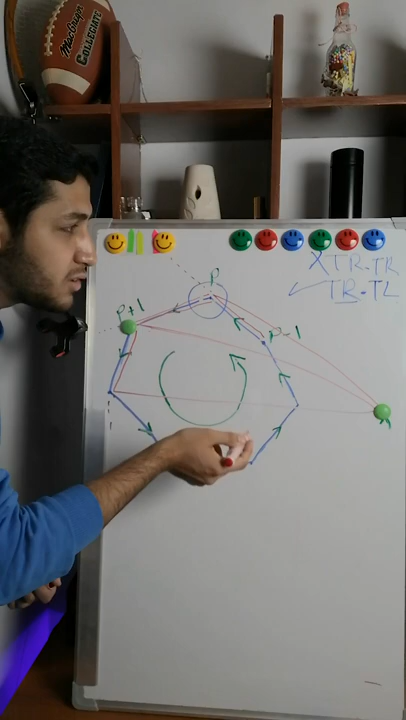 MacGregor
COLLEGIATE
P
X TR-TR
TR-TL
P+1
P-1